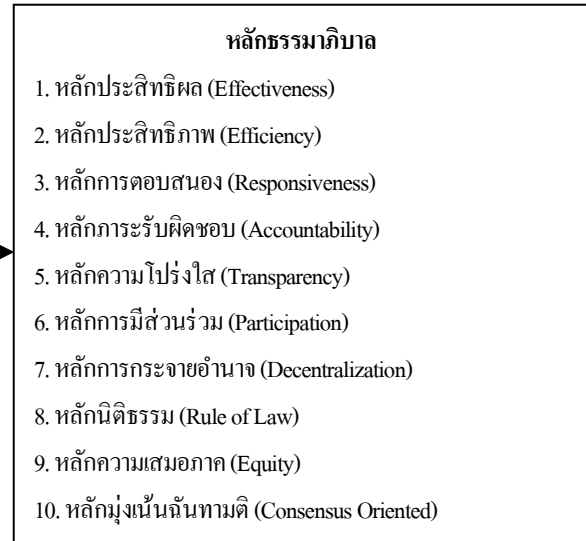 หลักธรรมาภิบาล
1. หลักประสิทธิผล (Effectiveness)
2. หลักประสิทธิภาพ (Efficiency)
3. หลักการตอบสนอง (Responsiveness)
4. หลักภาระรับผิดชอบ (Accountability)
5. หลักความโปร่งใส (Transparency)
6. หลักการมีส่วนร่วม (Participation)
7. หลักการกระจายอำนาจ (Decentralization)
8. หลักนิติธรรม (Rule of Law)
9. หลักความเสมอภาค (Equity)
10. หลักมุ่งเน้นฉันทามติ (Consensus Oriented)